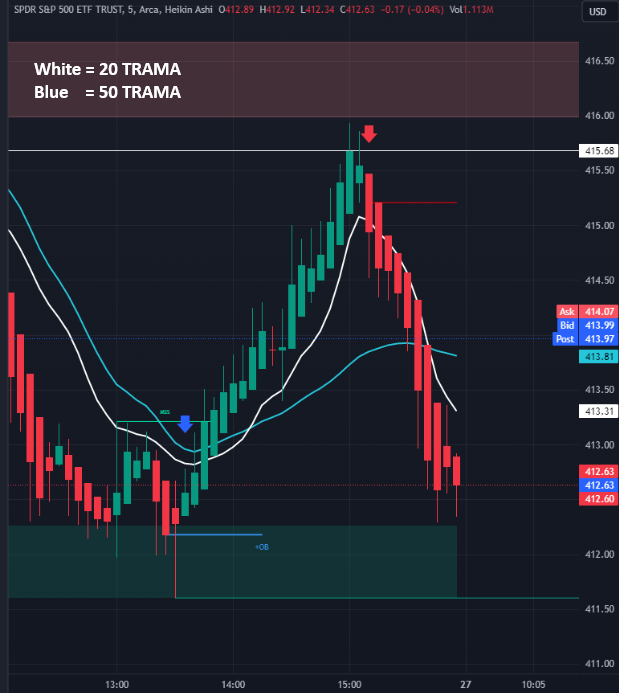 SPDR S&P 500 ETF TRUST, 5, Arca, Heikin Ashi O412.89 H412.92 L412.34 C412.63 −0.17 (−0.04%) Vol1.113M
USD
White = 20 TRAMA
Blue = 50 TRAMA
416.50
416.00
415.68
415.50
415.00
414.50
Ask 414.07
Bid 413.99
Post 413.97
413.81
413.50
413.31
MSS
413.00
412.63
412.63
412.60
+OB
412.00
411.50
411.00
13:00 14:00 15:00 27 10:05